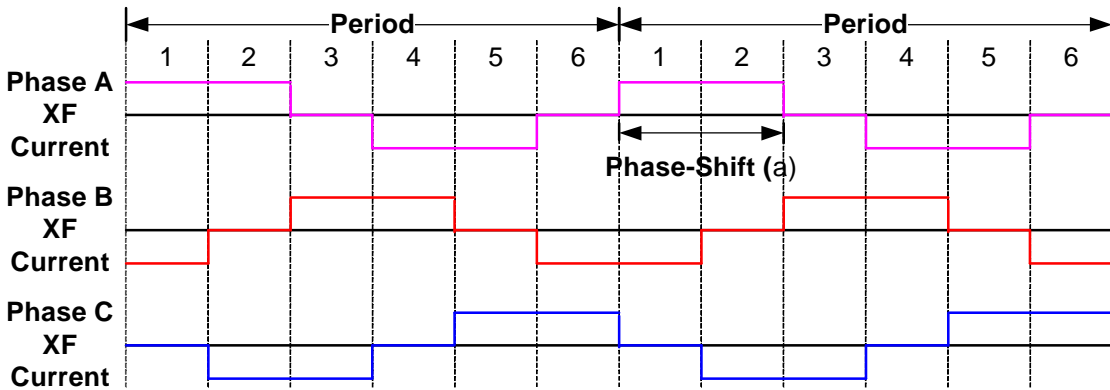 Period Period
1 2 3 4 5 6 1 2 3 4 5 6
Phase A
XF
Current
Phase-Shift (a)
Phase B
XF
Current
Phase C
XF
Current